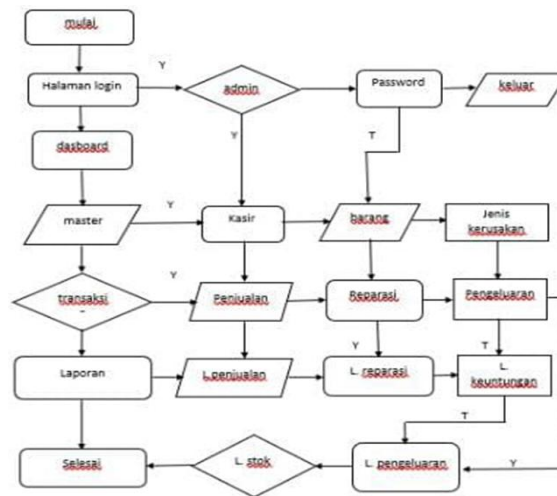 mulai
Y
Halaman login
admin
Password
keluar
Y
T
dasboard
master
Y
Kasir
barang
Jenis
kerusakan
Y
transaksi
Penjualan
Reparasi
Pengeluaran
Y
T
Laporan
L.penjualan
L. reparasi
L.
keuntungan
T
Selesai
L. stok
L. pengeluaran
Y